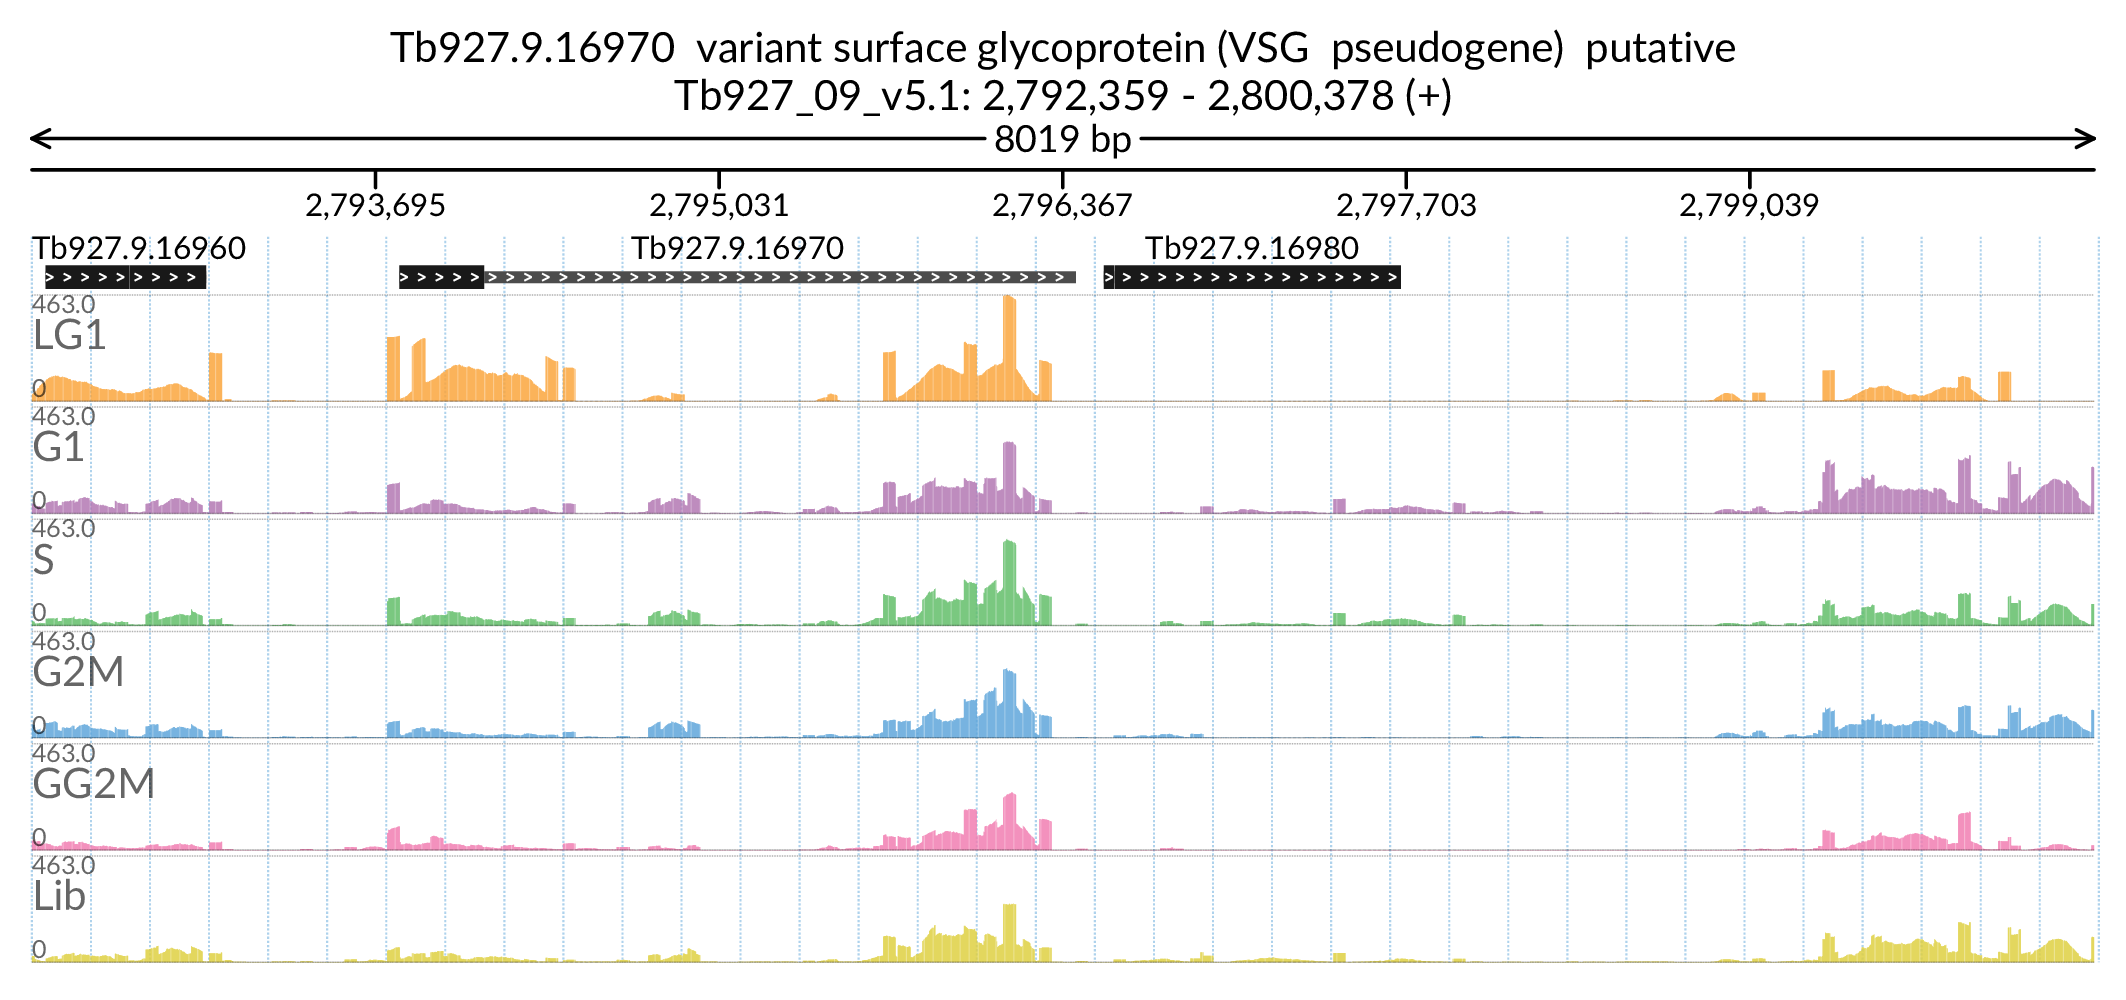 Tb927.9.16970 variant surface glycoprotein (VSG pseudogene) putative
Tb927_09_v5.1: 2,792,359 - 2,800,378 (+)
8019 bp
2,793,695 2,795,031 2,796,367 2,797,703 2,799,039
Tb927.9.16960 Tb927.9.16970 Tb927.9.16980
463.0
LG1
0
463.0
G1
0
463.0
S
0
463.0
G2M
0
463.0
GG2M
0
463.0
Lib
0